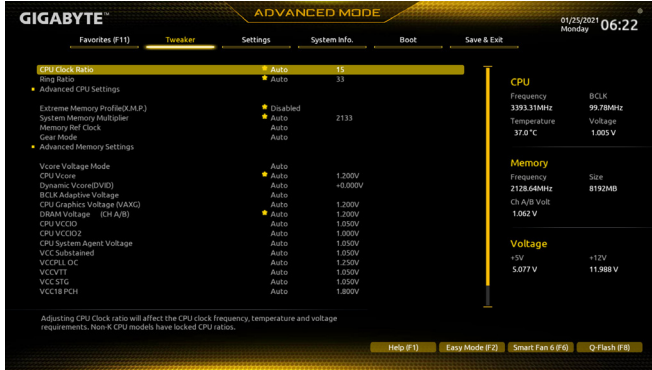 GIGABYTE™
ADVANCED MODE
01/25/2021
Monday
06:22
Favorites (F11) Tweaker Settings System Info. Boot Save & Exit
CPU Clock Ratio Auto 15
Ring Ratio Auto 33
Advanced CPU Settings
Extreme Memory Profile(X.M.P.) Disabled
System Memory Multiplier Auto 2133
Memory Ref Clock Auto
Gear Mode Auto
Advanced Memory Settings
Vcore Voltage Mode Auto
CPU Vcore Auto 1.200V
Dynamic Vcore(DVID) Auto +0.000V
BCLK Adaptive Voltage Auto
CPU Graphics Voltage (VAXG) Auto 1.200V
DRAM Voltage (CH A/B) Auto 1.200V
CPU VCCIO Auto 1.050V
CPU VCCIO2 Auto 1.000V
CPU System Agent Voltage Auto 1.050V
VCC Substained Auto 1.050V
VCCPLL OC Auto 1.250V
VCCVTT Auto 1.050V
VCC STG Auto 1.050V
VCC18 PCH Auto 1.800V
CPU
Frequency BCLK
3393.31MHz 99.78MHz
Temperature Voltage
37.0 °C 1.005 V
Memory
Frequency Size
2128.64MHz 8192MB
Ch A/B Volt
1.062 V
Voltage
+5V +12V
5.077 V 11.988 V
Adjusting CPU Clock ratio will affect the CPU clock frequency, temperature and voltage
requirements. Non-K CPU models have locked CPU ratios.
Help (F1) Easy Mode (F2) Smart Fan 6 (F6) Q-Flash (F8)